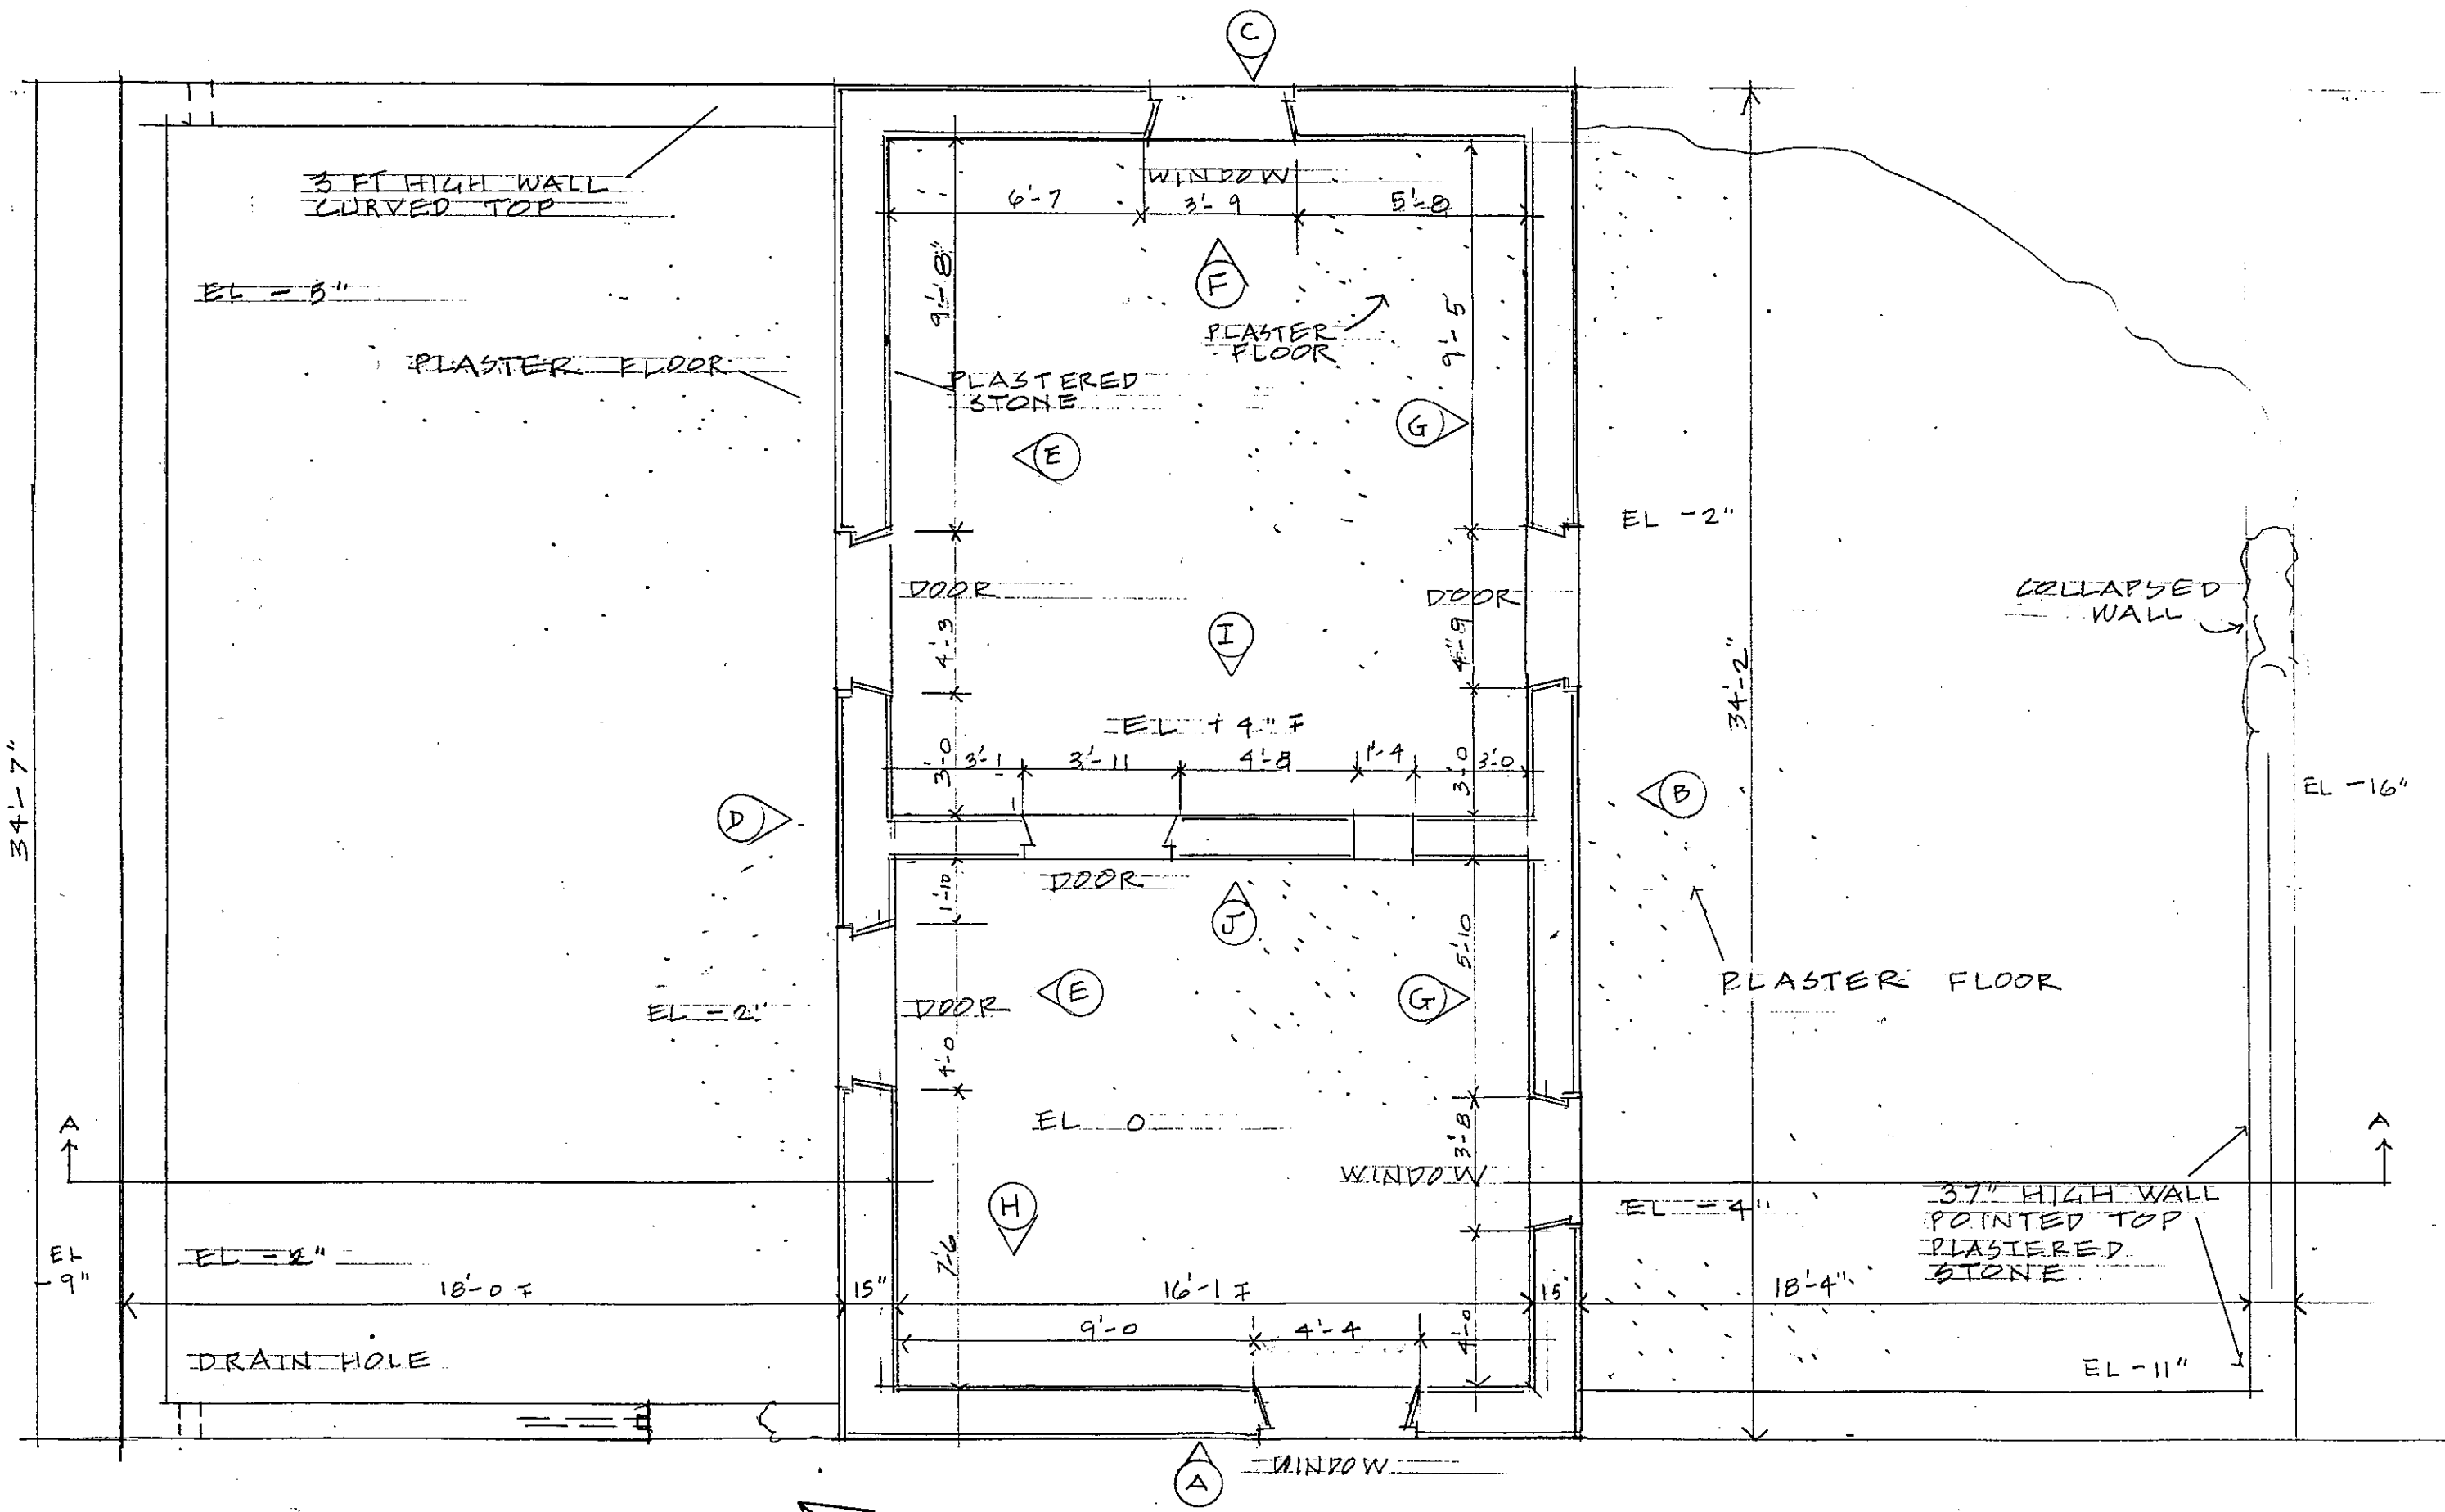 C
3 FT HIGH WALL
CURVED TOP
WINDOW
6'-7
3'-9
5'-8
EL -5"
9'-8"
F
PLASTER
FLOOR
9'-5
PLASTER FLOOR
PLASTERED
STONE
G
E
EL -2"
DOOR
DOOR
COLLAPSED
WALL
4'-3
I
4'-9
34'-2"
EL +4" ∓
34'-7"
3'-0
3'-1
3'-11
4'-8
1'-4
3'-0
3'-0
EL -16"
D
B
DOOR
1'-10
J
5'-10
PLASTER FLOOR
E
G
EL -2"
DOOR
4'-0
A
EL 0
3'-8
A
WINDOW
H
EL -4"
37" HIGH WALL
POINTED TOP
PLASTERED
STONE
EL
-9"
EL -2"
7'-6
18'-0 ∓
15"
16'-1 ∓
15"
18'-4"
9'-0
4'-4
4'-0
DRAIN HOLE
EL -11"
A
WINDOW